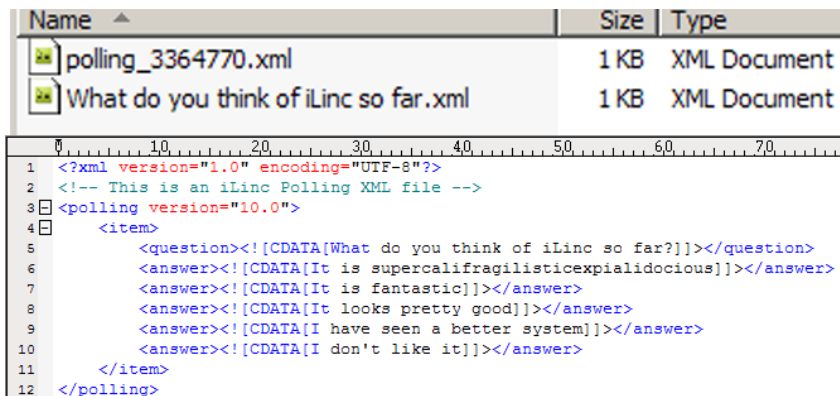 Name Size Type
polling_3364770.xml 1 KB XML Document
What do you think of iLinc so far.xml 1 KB XML Document
0 10 20 30 40 50 60 70
1 <?xml version="1.0" encoding="UTF-8"?>
2 <!-- This is an iLinc Polling XML file -->
3 <polling version="10.0">
4 <item>
5 <question><![CDATA[What do you think of iLinc so far?]]></question>
6 <answer><![CDATA[It is supercalifragilisticexpialidocious]]></answer>
7 <answer><![CDATA[It is fantastic]]></answer>
8 <answer><![CDATA[It looks pretty good]]></answer>
9 <answer><![CDATA[I have seen a better system]]></answer>
10 <answer><![CDATA[I don't like it]]></answer>
11 </item>
12 </polling>